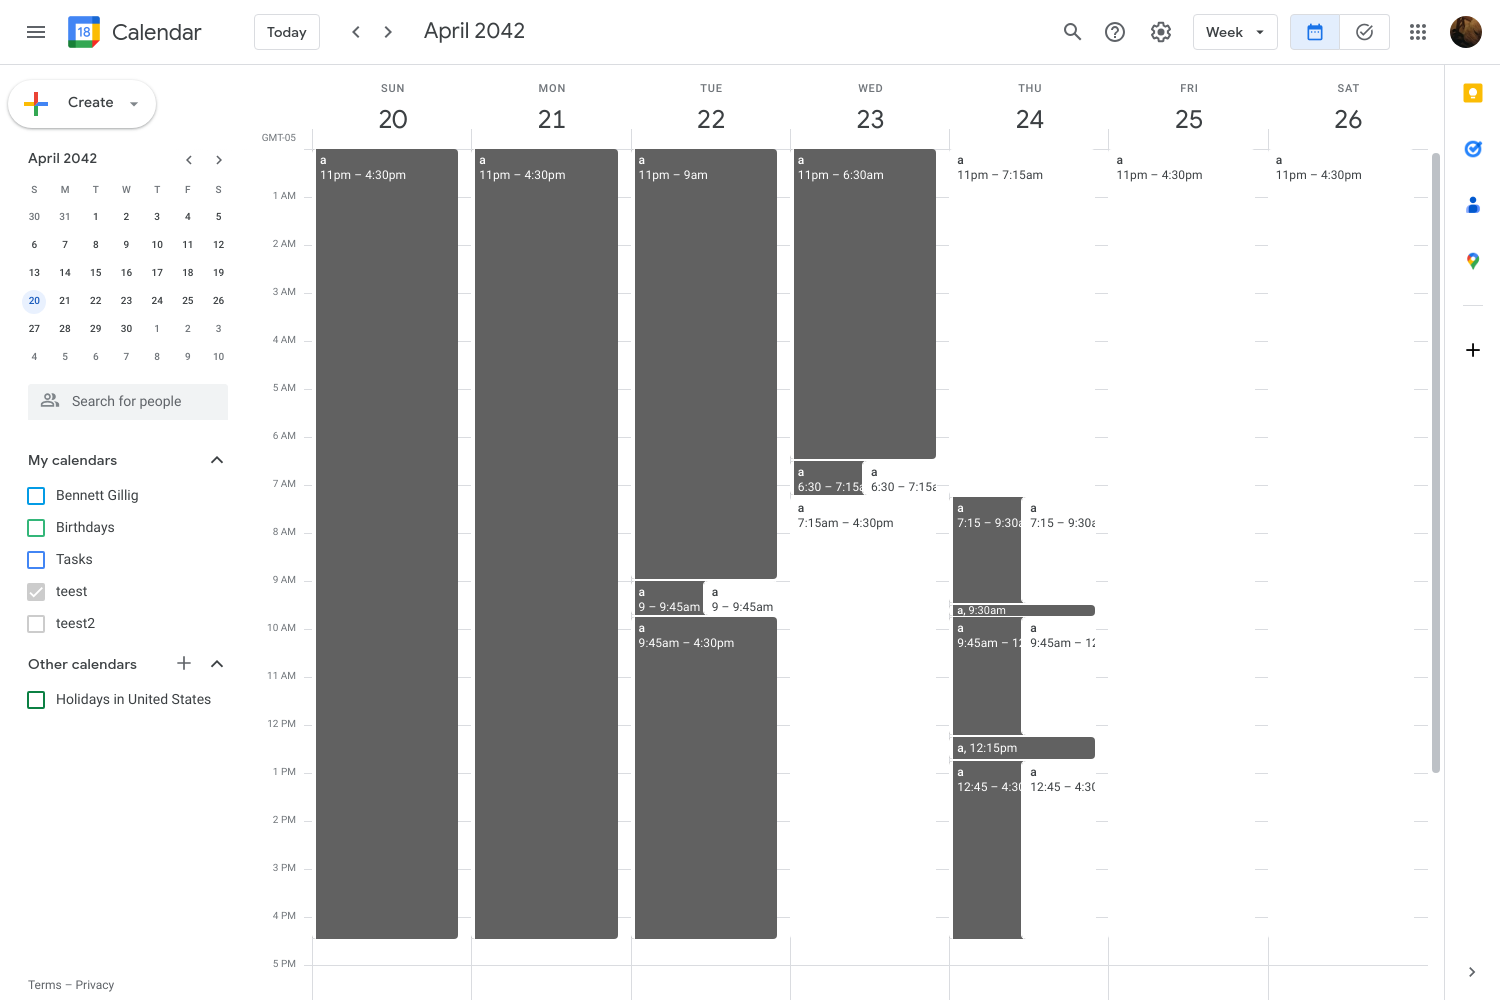 18 Calendar Today April 2042 Week
Create
April 2042
S M T W T F S
30 31 1 2 3 4 5
6 7 8 9 10 11 12
13 14 15 16 17 18 19
20 21 22 23 24 25 26
27 28 29 30 1 2 3
4 5 6 7 8 9 10
Search for people
My calendars
Bennett Gillig
Birthdays
Tasks
teest
teest2
Other calendars
Holidays in United States
Terms – Privacy
SUN MON TUE WED THU FRI SAT
20 21 22 23 24 25 26
GMT-05
1 AM
2 AM
3 AM
4 AM
5 AM
6 AM
7 AM
8 AM
9 AM
10 AM
11 AM
12 PM
1 PM
2 PM
3 PM
4 PM
5 PM
a
11pm – 4:30pm
a
11pm – 4:30pm
a
11pm – 9am
a
9 – 9:45am
a
9 – 9:45am
a
9:45am – 4:30pm
a
11pm – 6:30am
a
6:30 – 7:15a
a
6:30 – 7:15a
a
7:15am – 4:30pm
a
11pm – 7:15am
a
7:15 – 9:30a
a
7:15 – 9:30a
a, 9:30am
a
9:45am – 12
a
9:45am – 12
a, 12:15pm
a
12:45 – 4:30
a
12:45 – 4:30
a
11pm – 4:30pm
a
11pm – 4:30pm